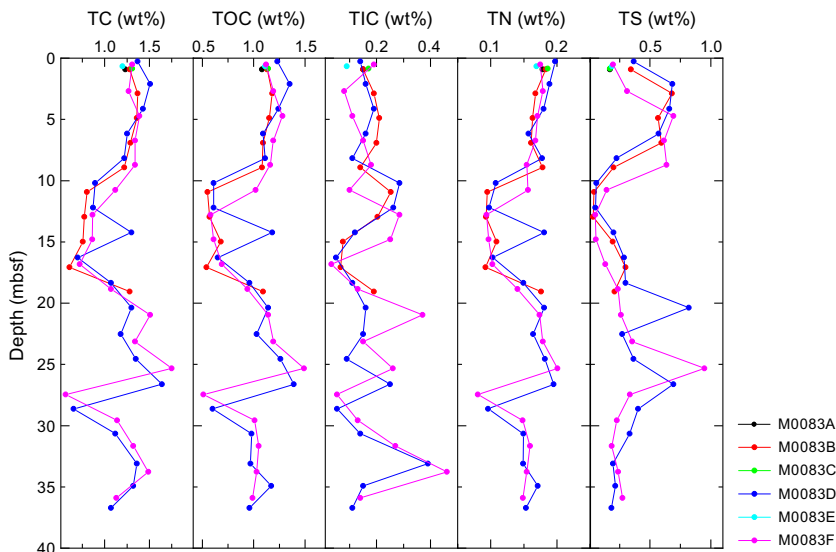 TC (wt%) TOC (wt%) TIC (wt%) TN (wt%) TS (wt%)
1.0 1.5 0.5 1.0 1.5 0.2 0.4 0.1 0.2 0.5 1.0
0
5
10
15
20
25
30
35
40
Depth (mbsf)
M0083A
M0083B
M0083C
M0083D
M0083E
M0083F